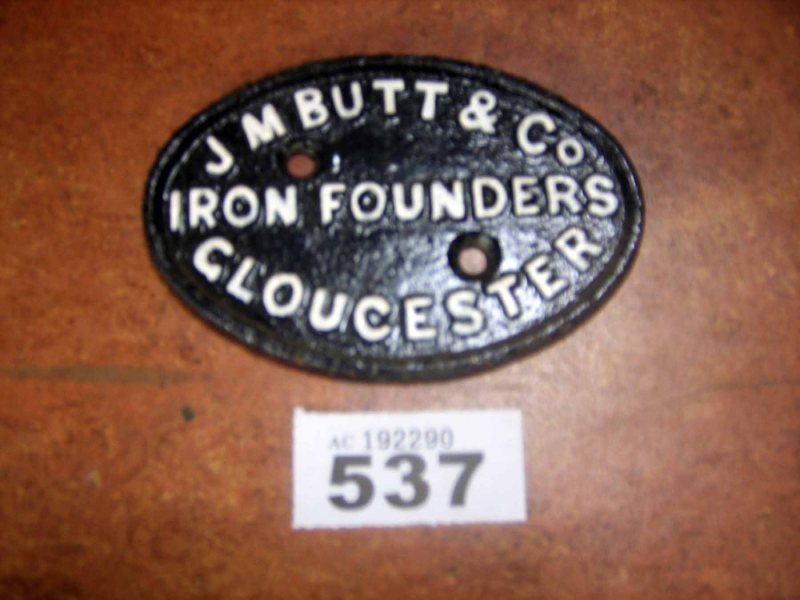 J M BUTT & Co
IRON FOUNDERS
GLOUCESTER
AC 192290
537